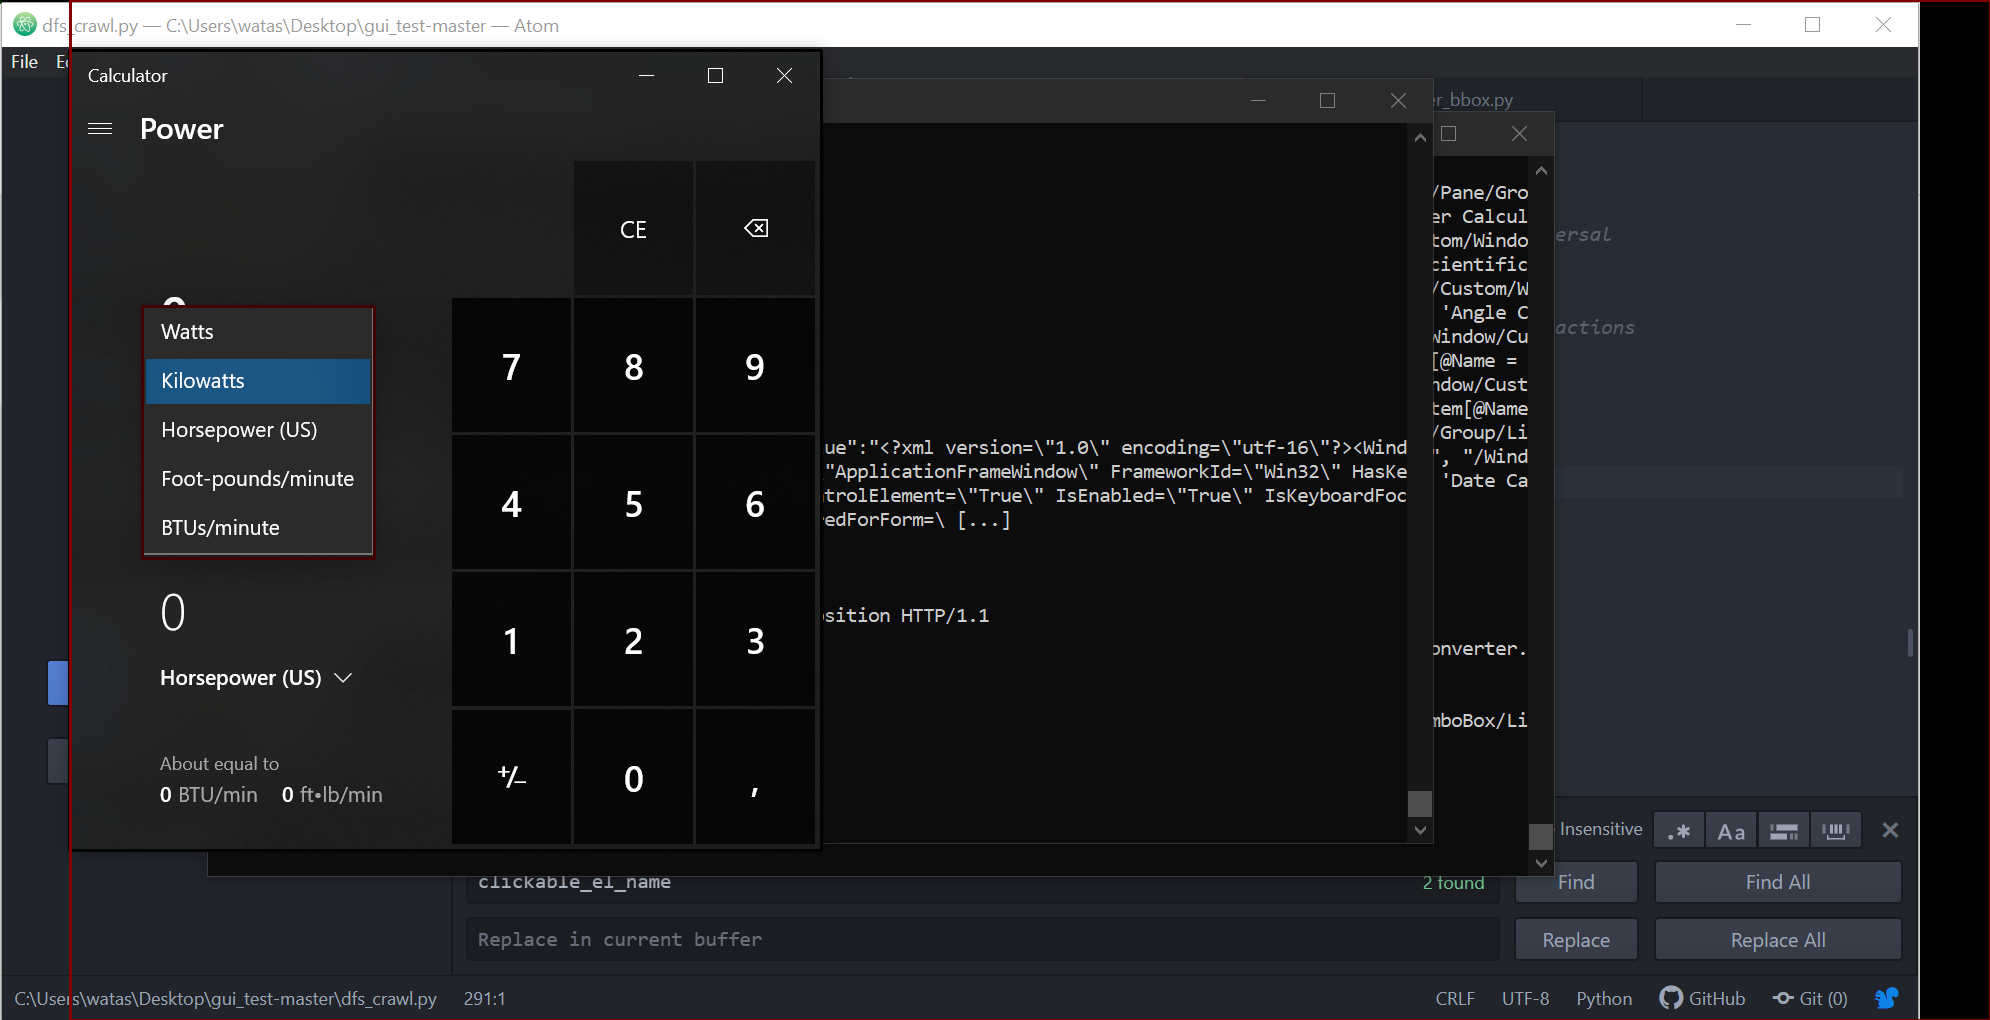 dfs_crawl.py — C:\Users\watas\Desktop\gui_test-master — Atom
File
Calculator
Power
CE
Watts
Kilowatts
Horsepower (US)
Foot-pounds/minute
BTUs/minute
0
Horsepower (US)
About equal to
0 BTU/min 0 ft•lb/min
7 8 9
4 5 6
1 2 3
+/− 0 ,
ue":"<?xml version=\"1.0\" encoding=\"utf-16\"?><Wind
\"ApplicationFrameWindow\" FrameworkId=\"Win32\" HasKe
ntrolElement=\"True\" IsEnabled=\"True\" IsKeyboardFoc
redForForm=\ [...]
sition HTTP/1.1
er_bbox.py
/Pane/Gro
er Calcul
tom/Windo
cientific
/Custom/W
'Angle C
Window/Cu
[@Name =
ndow/Cust
tem[@Name
/Group/Li
", "/Wind
'Date Ca
onverter.
mboBox/Li
ersal
actions
Insensitive
.* Aa
clickable_el_name
2 found
Find
Find All
Replace in current buffer
Replace
Replace All
C:\Users\watas\Desktop\gui_test-master\dfs_crawl.py 291:1
CRLF UTF-8 Python GitHub Git (0)